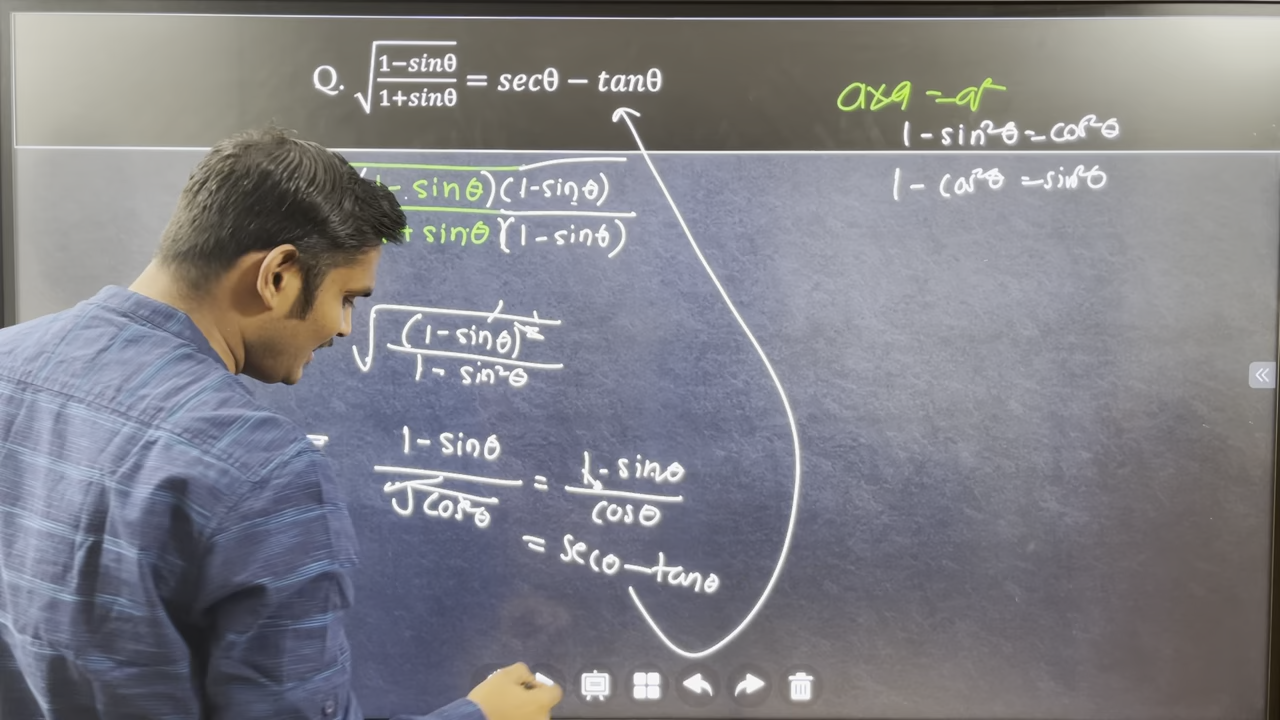 Q. √(1−sinθ)/(1+sinθ) = secθ − tanθ
a×a = a²
1 - sin²θ = cos²θ
1 - cos²θ = sin²θ
- sinθ)(1-sinθ)
+ sinθ)(1 - sinθ)
√(1 - sinθ)²
1 - sin²θ
= 1 - sinθ / √cos²θ = 1 - sinθ / cosθ
= secθ - tanθ